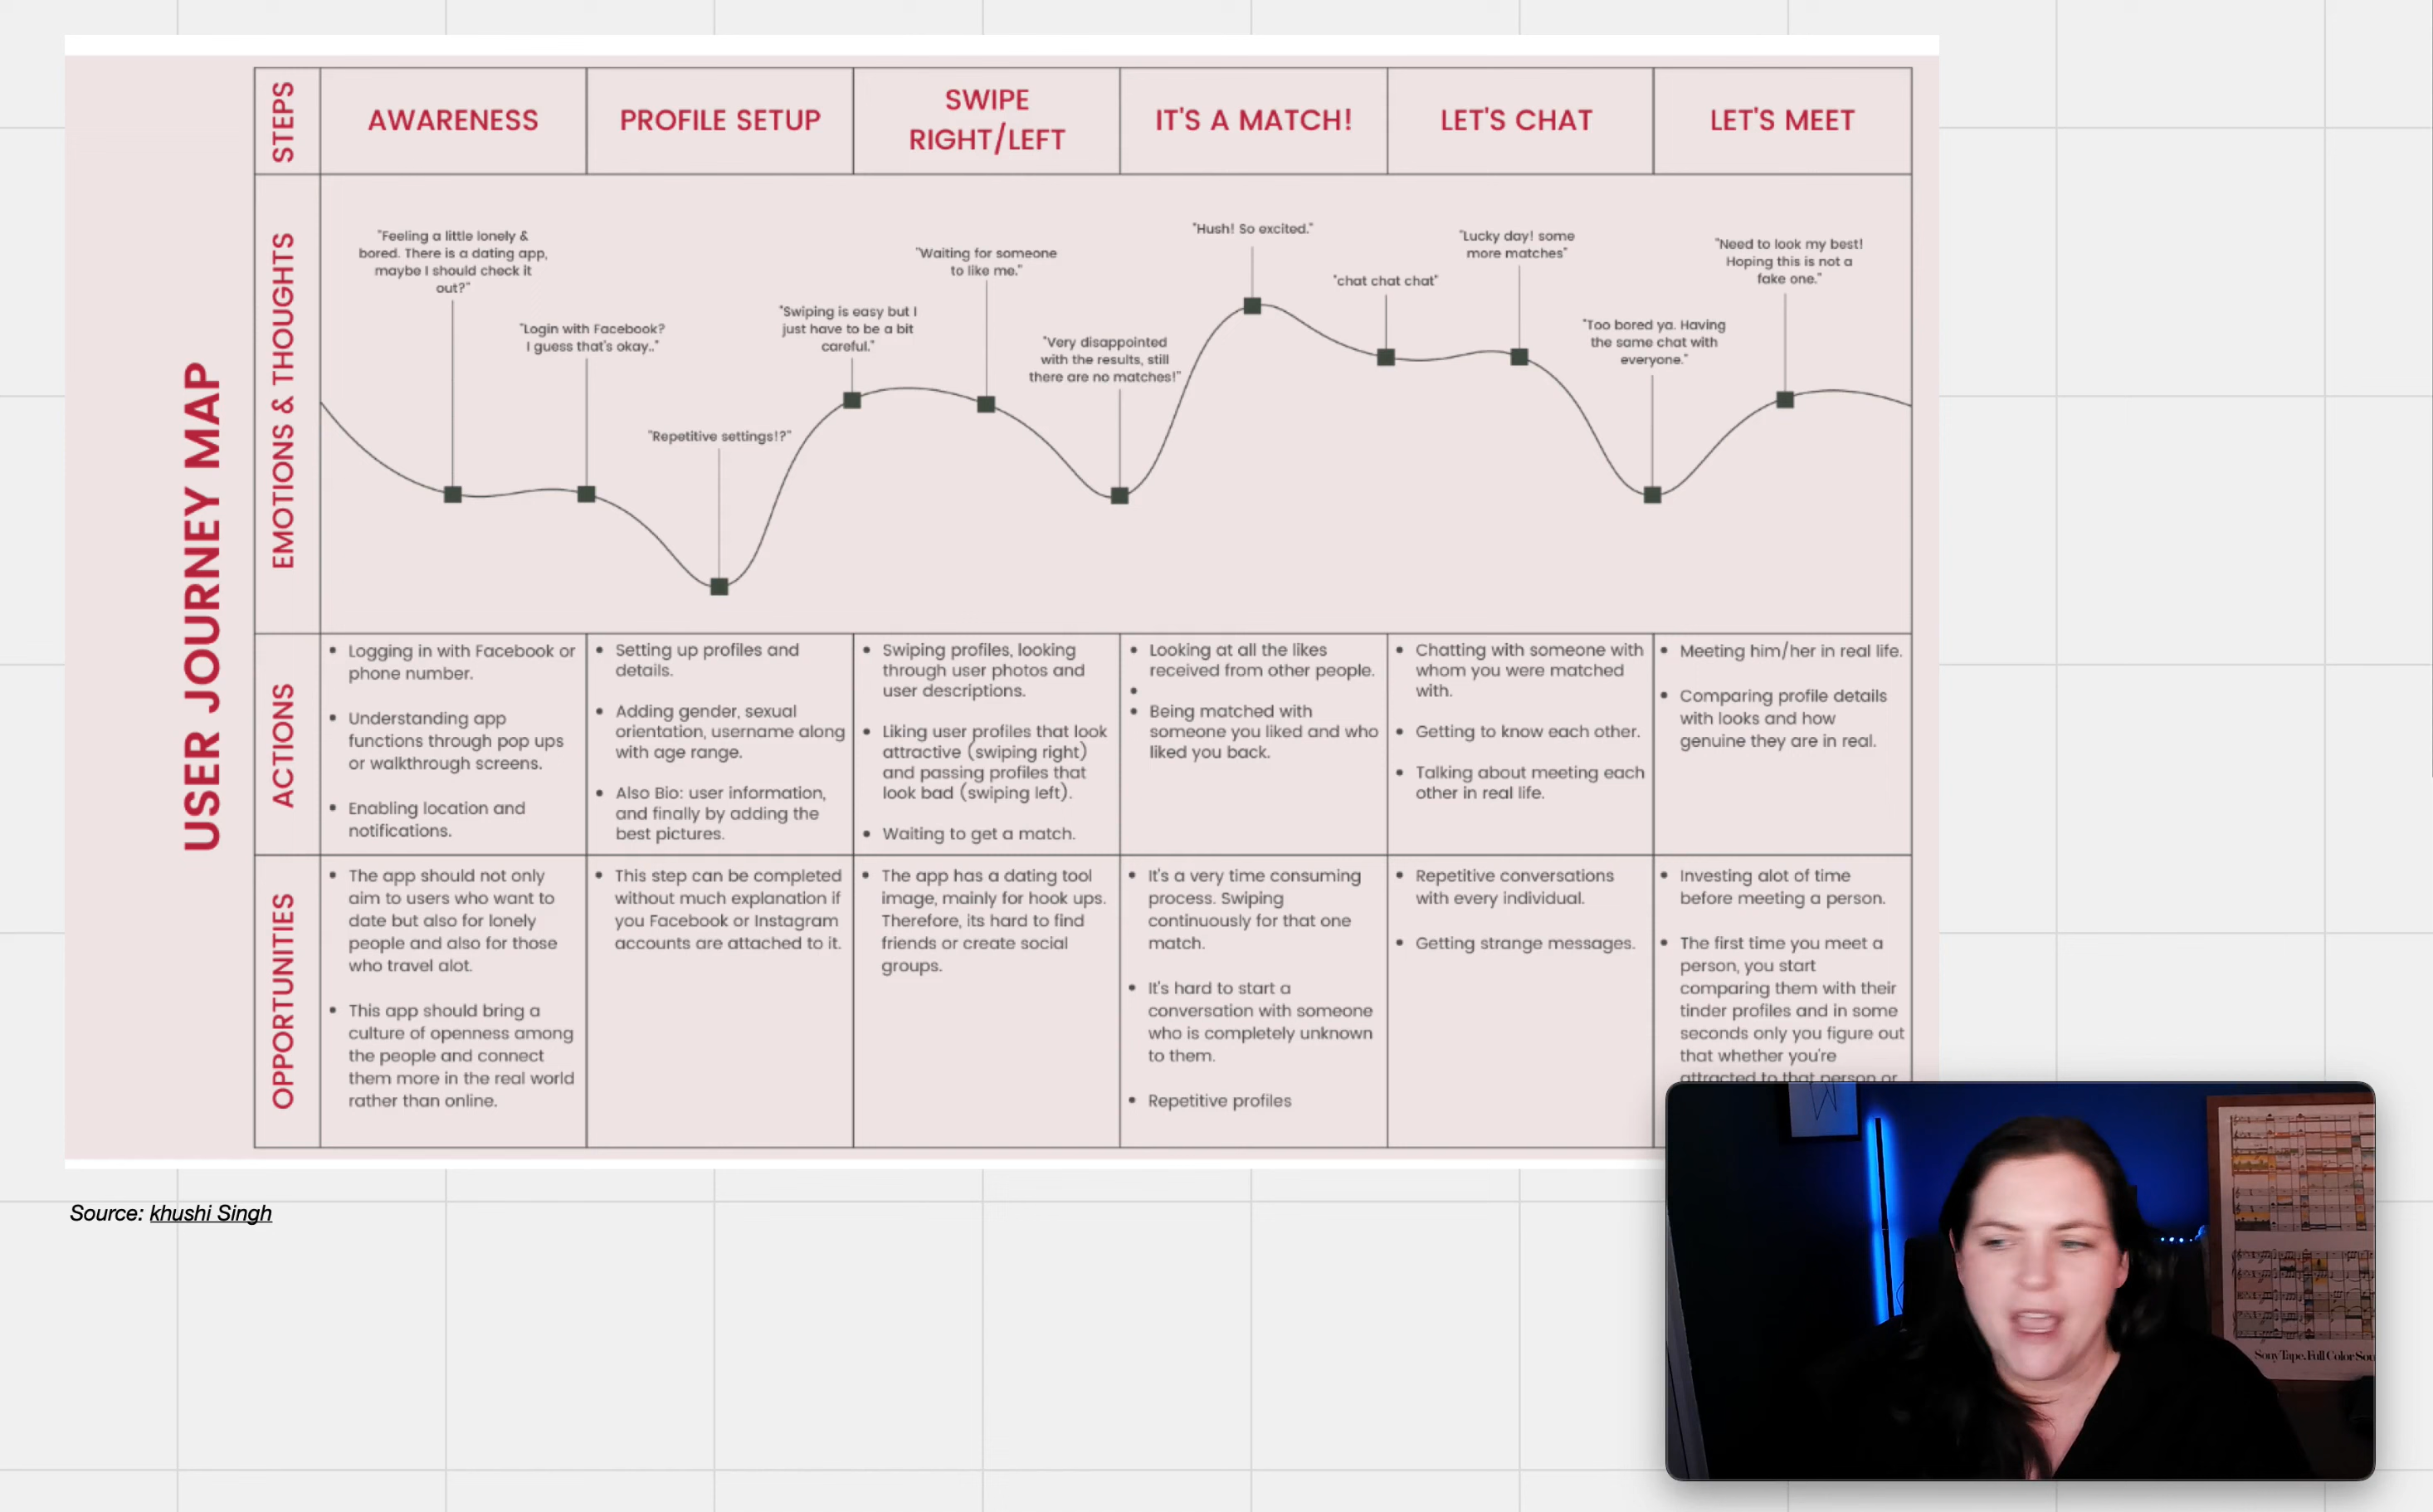 USER JOURNEY MAP
STEPS
AWARENESS
PROFILE SETUP
SWIPE
RIGHT/LEFT
IT'S A MATCH!
LET'S CHAT
LET'S MEET
EMOTIONS & THOUGHTS
"Feeling a little lonely &
bored. There is a dating app,
maybe I should check it
out?"
"Login with Facebook?
I guess that's okay.."
"Repetitive settings!?"
"Swiping is easy but I
just have to be a bit
careful."
"Waiting for someone
to like me."
"Very disappointed
with the results, still
there are no matches!"
"Hush! So excited."
"chat chat chat"
"Lucky day! some
more matches"
"Too bored ya. Having
the same chat with
everyone."
"Need to look my best!
Hoping this is not a
fake one."
ACTIONS
• Logging in with Facebook or
phone number.
• Understanding app
functions through pop ups
or walkthrough screens.
• Enabling location and
notifications.
• Setting up profiles and
details.
• Adding gender, sexual
orientation, username along
with age range.
• Also Bio: user information,
and finally by adding the
best pictures.
• Swiping profiles, looking
through user photos and
user descriptions.
• Liking user profiles that look
attractive (swiping right)
and passing profiles that
look bad (swiping left).
• Waiting to get a match.
• Looking at all the likes
received from other people.
•
• Being matched with
someone you liked and who
liked you back.
• Chatting with someone with
whom you were matched
with.
• Getting to know each other.
• Talking about meeting each
other in real life.
• Meeting him/her in real life.
• Comparing profile details
with looks and how
genuine they are in real.
OPPORTUNITIES
• The app should not only
aim to users who want to
date but also for lonely
people and also for those
who travel alot.
• This app should bring a
culture of openness among
the people and connect
them more in the real world
rather than online.
• This step can be completed
without much explanation if
you Facebook or Instagram
accounts are attached to it.
• The app has a dating tool
image, mainly for hook ups.
Therefore, its hard to find
friends or create social
groups.
• It's a very time consuming
process. Swiping
continuously for that one
match.
• It's hard to start a
conversation with someone
who is completely unknown
to them.
• Repetitive profiles
• Repetitive conversations
with every individual.
• Getting strange messages.
• Investing alot of time
before meeting a person.
• The first time you meet a
person, you start
comparing them with their
tinder profiles and in some
seconds only you figure out
that whether you're
attracted to that person or
Source: khushi Singh
Sony Tape. Full Color Sou